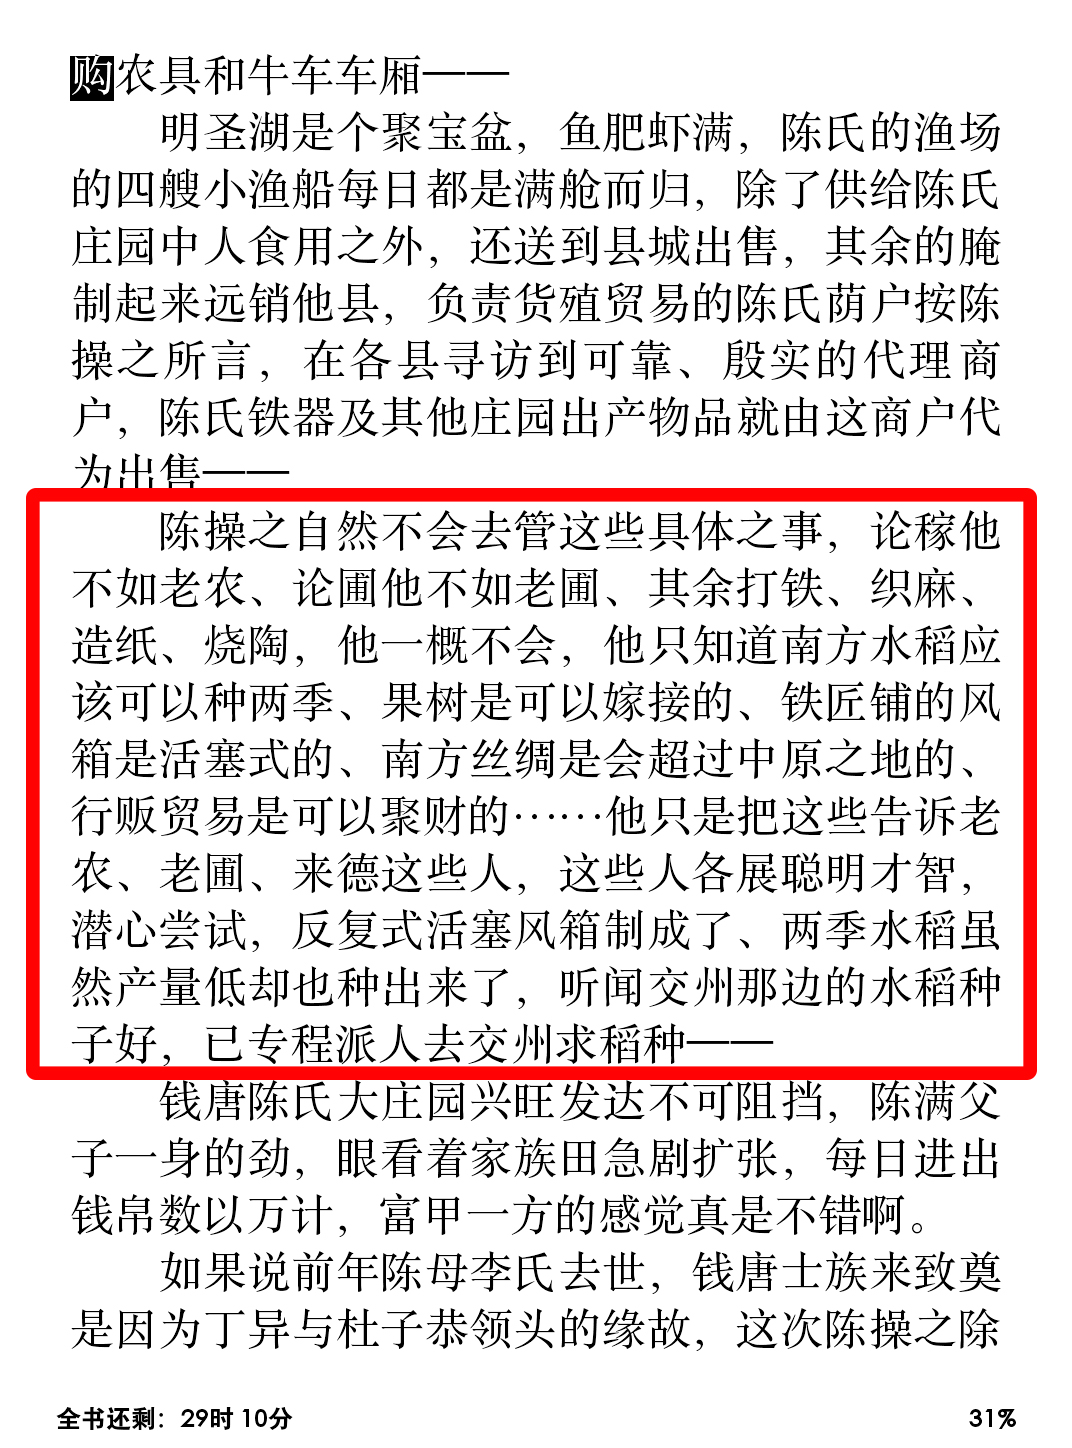 购农具和牛车车厢——
明圣湖是个聚宝盆，鱼肥虾满，陈氏的渔场
的四艘小渔船每日都是满舱而归，除了供给陈氏
庄园中人食用之外，还送到县城出售，其余的腌
制起来远销他县，负责货殖贸易的陈氏荫户按陈
操之所言，在各县寻访到可靠、殷实的代理商
户，陈氏铁器及其他庄园出产物品就由这商户代
为出售——
陈操之自然不会去管这些具体之事，论稼他
不如老农、论圃他不如老圃、其余打铁、织麻、
造纸、烧陶，他一概不会，他只知道南方水稻应
该可以种两季、果树是可以嫁接的、铁匠铺的风
箱是活塞式的、南方丝绸是会超过中原之地的、
行贩贸易是可以聚财的……他只是把这些告诉老
农、老圃、来德这些人，这些人各展聪明才智，
潜心尝试，反复式活塞风箱制成了、两季水稻虽
然产量低却也种出来了，听闻交州那边的水稻种
子好，已专程派人去交州求稻种——
钱唐陈氏大庄园兴旺发达不可阻挡，陈满父
子一身的劲，眼看着家族田急剧扩张，每日进出
钱帛数以万计，富甲一方的感觉真是不错啊。
如果说前年陈母李氏去世，钱唐士族来致奠
是因为丁异与杜子恭领头的缘故，这次陈操之除
全书还剩：29时 10分
31%